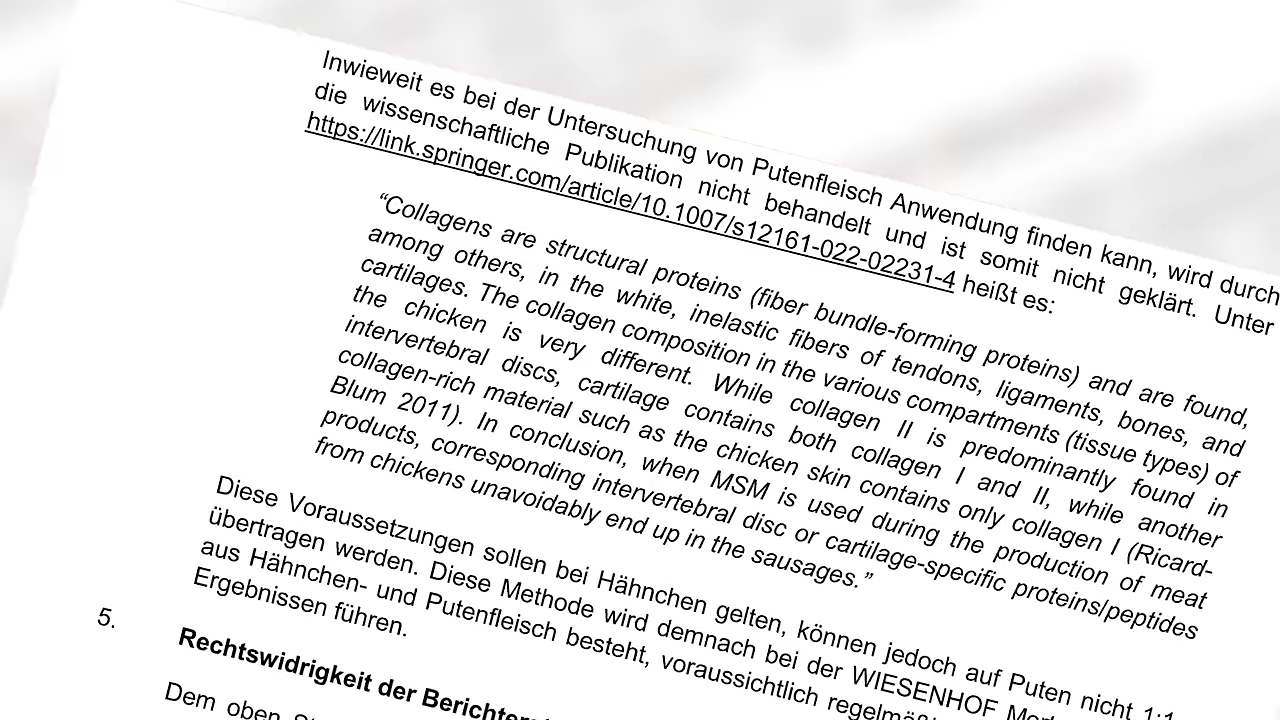 Inwieweit es bei der Untersuchung von Putenfleisch Anwendung finden kann, wird durch
die wissenschaftliche Publikation nicht behandelt und ist somit nicht geklärt. Unter
https://link.springer.com/article/10.1007/s12161-022-02231-4 heißt es:
“Collagens are structural proteins (fiber bundle-forming proteins) and are found,
among others, in the white, inelastic fibers of tendons, ligaments, bones, and
cartilages. The collagen composition in the various compartments (tissue types) of
the chicken is very different. While collagen II is predominantly found in
intervertebral discs, cartilage contains both collagen I and II, while another
collagen-rich material such as the chicken skin contains only collagen I (Ricard-
Blum 2011). In conclusion, when MSM is used during the production of meat
products, corresponding intervertebral disc or cartilage-specific proteins/peptides
from chickens unavoidably end up in the sausages.”
Diese Voraussetzungen sollen bei Hähnchen gelten, können jedoch auf Puten nicht 1:1
übertragen werden. Diese Methode wird demnach bei der WIESENHOF
aus Hähnchen- und Putenfleisch besteht, voraussichtlich
Ergebnissen führen.
5. Rechtswidrigkeit der
Dem oben